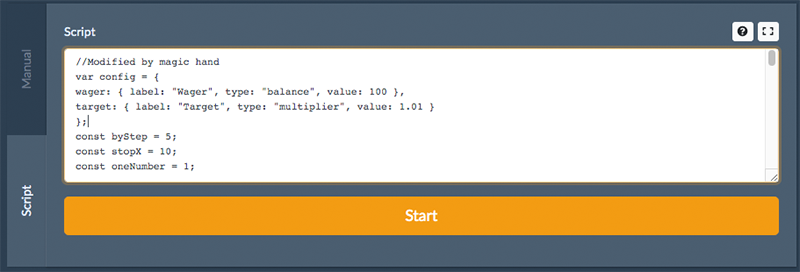 Manual
Script
Script
//Modified by magic hand
var config = {
wager: { label: "Wager", type: "balance", value: 100 },
target: { label: "Target", type: "multiplier", value: 1.01 }
};
const byStep = 5;
const stopX = 10;
const oneNumber = 1;
Start